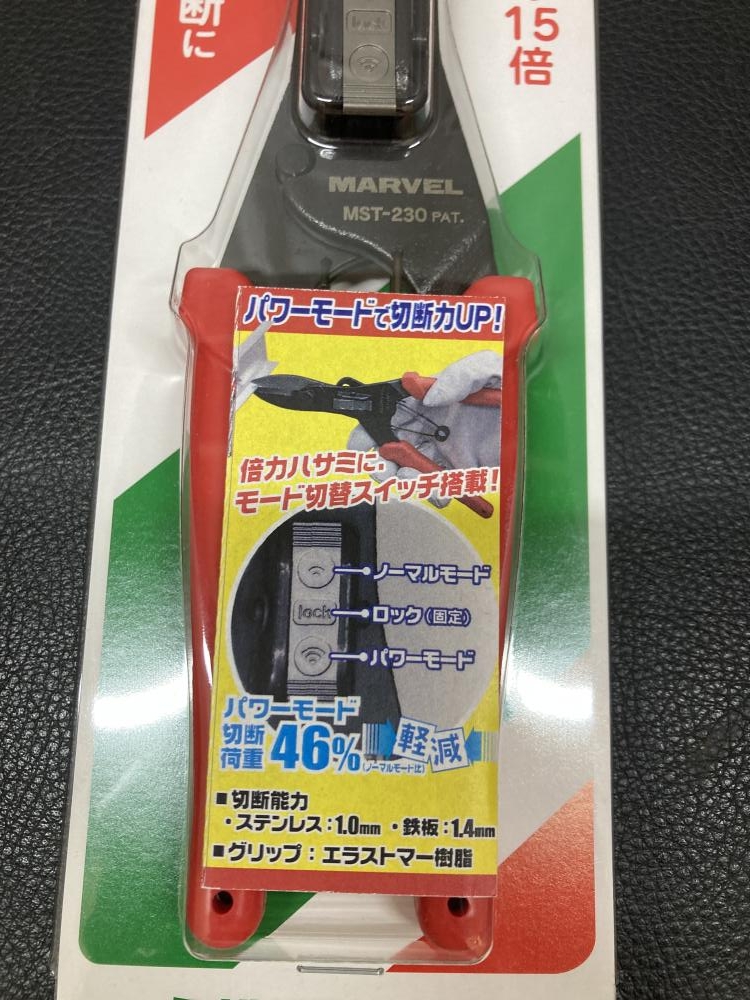 断に
15
倍
lock
MARVEL
MST-230 PAT.
パワーモードで切断力UP!
倍力ハサミに、
モード切替スイッチ搭載!
ノーマルモード
lock
ロック(固定)
パワーモード
パワーモード
切断
荷重
46%
軽減
(ノーマルモード比)
■切断能力
・ステンレス:1.0mm ・鉄板:1.4mm
■グリップ:エラストマー樹脂